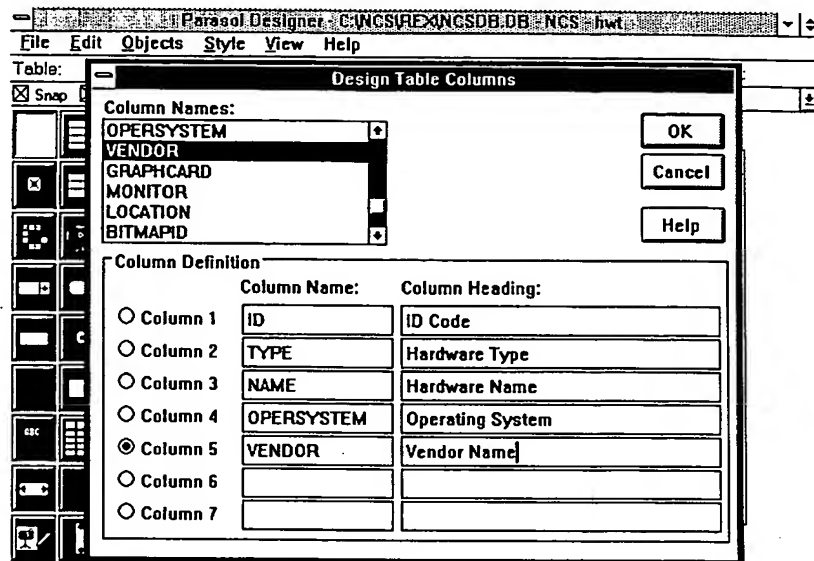 Parasol Designer - C:\NCS\REX\NCSDB.DB - NCS - hwt
File Edit Objects Style View Help
Table:
Snap
Design Table Columns
Column Names:
OPERSYSTEM
VENDOR
GRAPHCARD
MONITOR
LOCATION
BITMAPID
OK
Cancel
Help
Column Definition
Column Name: Column Heading:
Column 1 ID ID Code
Column 2 TYPE Hardware Type
Column 3 NAME Hardware Name
Column 4 OPERSYSTEM Operating System
Column 5 VENDOR Vendor Name
Column 6
Column 7
ABC